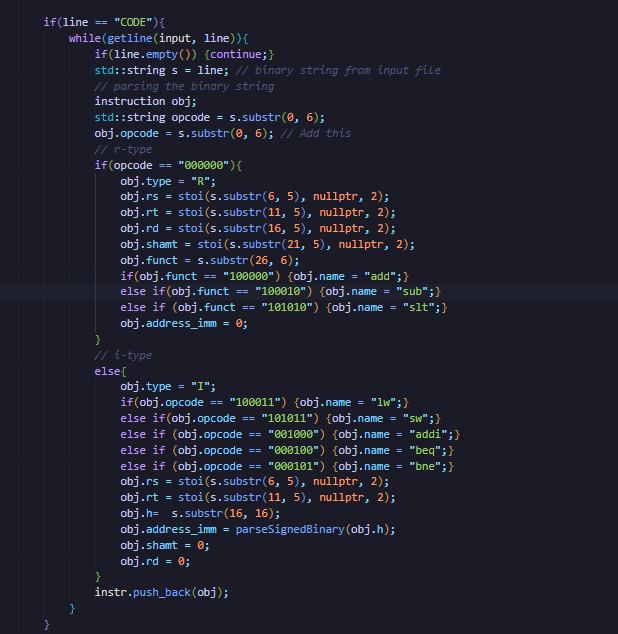 if(line == "CODE"){
while(getline(input, line)){
if(line.empty()) {continue;}
std::string s = line; // binary string from input file
// parsing the binary string
instruction obj;
std::string opcode = s.substr(0, 6);
obj.opcode = s.substr(0, 6); // Add this
// r-type
if(opcode == "000000"){
obj.type = "R";
obj.rs = stoi(s.substr(6, 5), nullptr, 2);
obj.rt = stoi(s.substr(11, 5), nullptr, 2);
obj.rd = stoi(s.substr(16, 5), nullptr, 2);
obj.shamt = stoi(s.substr(21, 5), nullptr, 2);
obj.funct = s.substr(26, 6);
if(obj.funct == "100000") {obj.name = "add";}
else if(obj.funct == "100010") {obj.name = "sub";}
else if (obj.funct == "101010") {obj.name = "slt";}
obj.address_imm = 0;
}
// i-type
else{
obj.type = "I";
if(obj.opcode == "100011") {obj.name = "lw";}
else if(obj.opcode == "101011") {obj.name = "sw";}
else if (obj.opcode == "001000") {obj.name = "addi";}
else if (obj.opcode == "000100") {obj.name = "beq";}
else if (obj.opcode == "000101") {obj.name = "bne";}
obj.rs = stoi(s.substr(6, 5), nullptr, 2);
obj.rt = stoi(s.substr(11, 5), nullptr, 2);
obj.h=  s.substr(16, 16);
obj.address_imm = parseSignedBinary(obj.h);
obj.shamt = 0;
obj.rd = 0;
}
instr.push_back(obj);
}
}